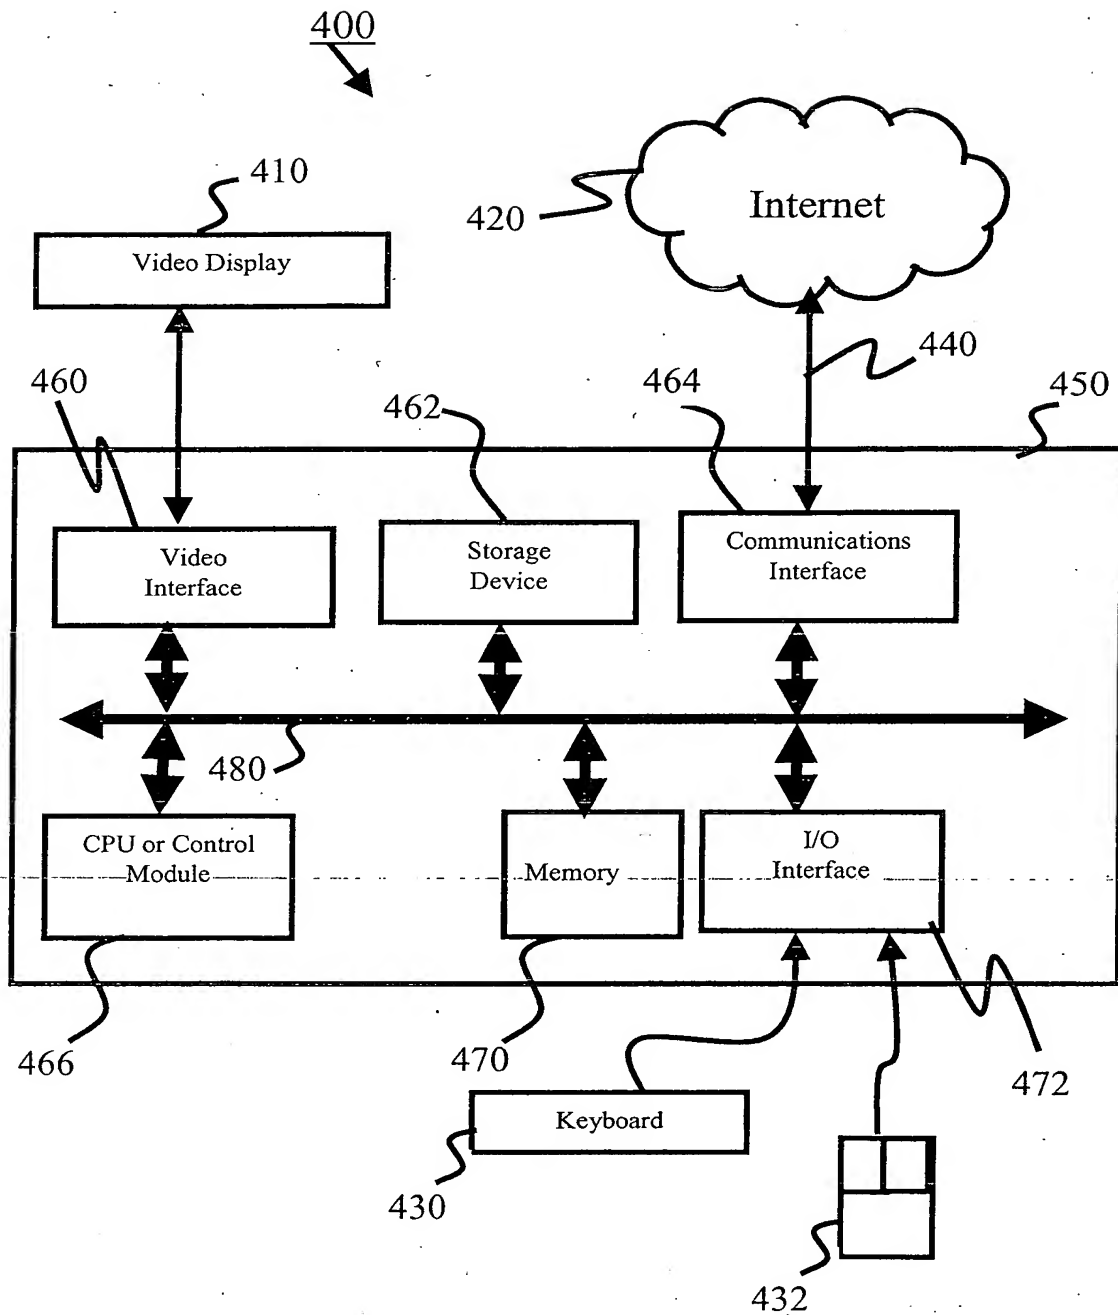 400
410
Video Display
420
Internet
440
460
462
464
450
Video
Interface
Storage
Device
Communications
Interface
480
CPU or Control
Module
Memory
I/O
Interface
466
470
472
Keyboard
430
432